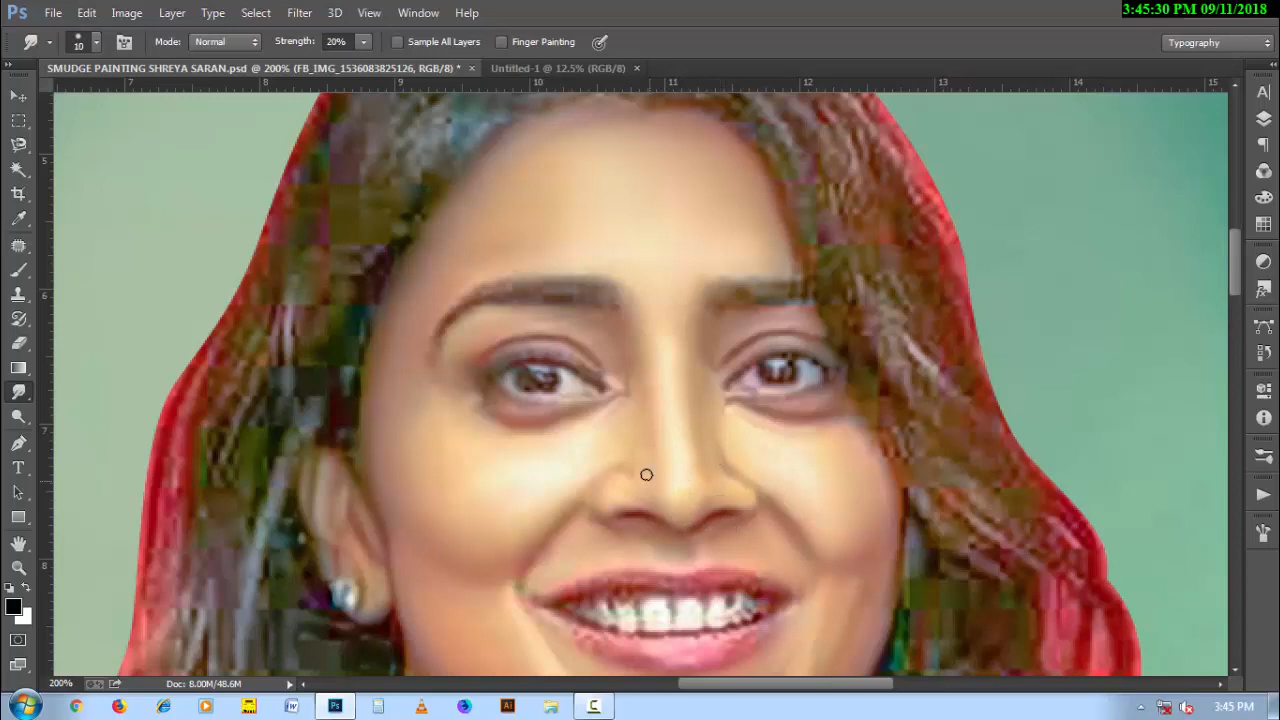 3:45:30 PM 09/11/2018
Ps File Edit Image Layer Type Select Filter 3D View Window Help
10 Mode: Normal Strength: 20% Sample All Layers Finger Painting Typography
SMUDGE PAINTING SHREYA SARAN.psd @ 200% (FB_IMG_1536083825126, RGB/8) * × Untitled-1 @ 12.5% (RGB/8) ×
7 8 9 10 11 12 13 14 15
5
6
7
8
200% Doc: 8.00M/48.6M
3:45 PM